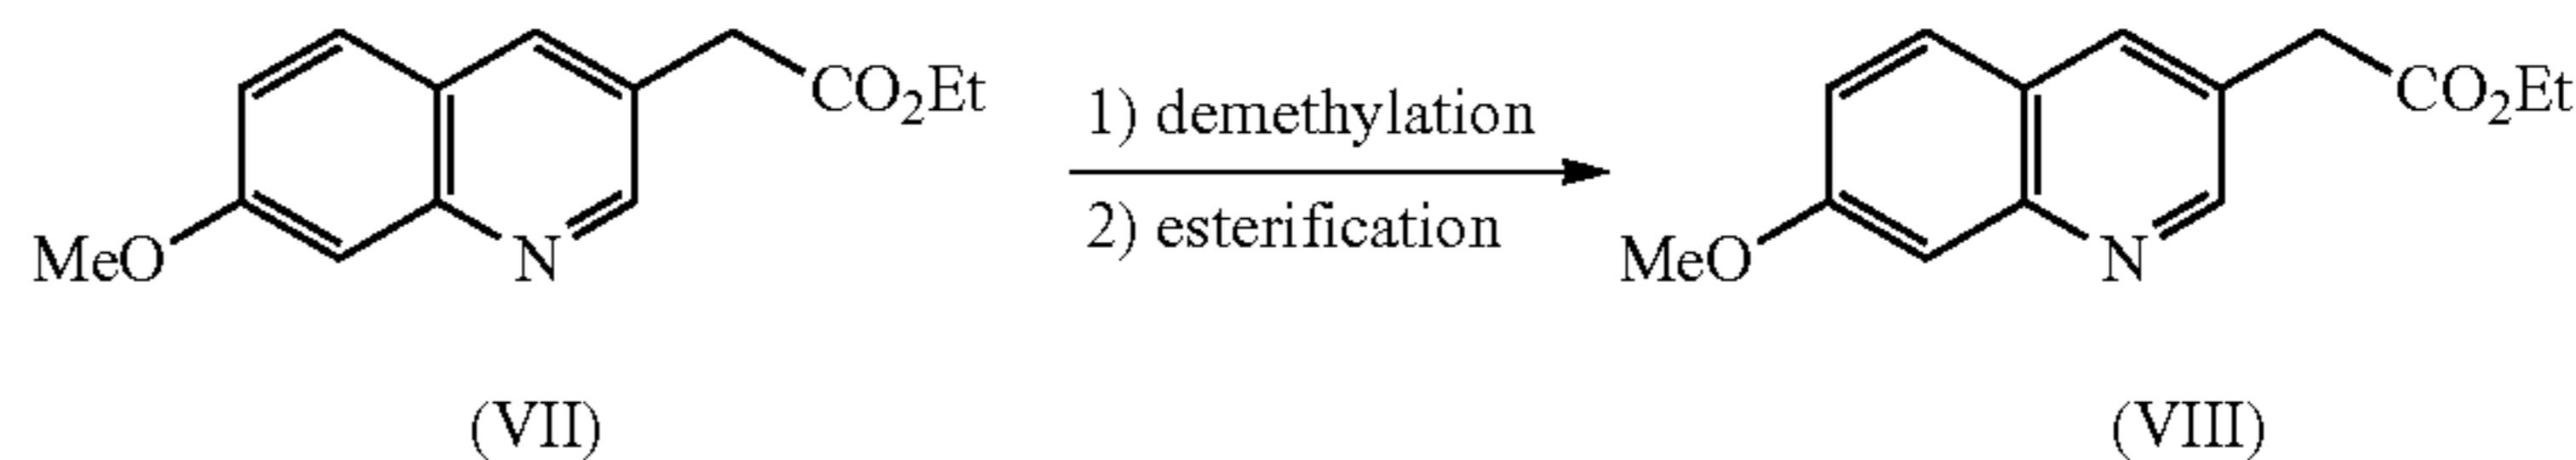 CO₂Et
MeO
N
(VII)
1) demethylation
2) esterification
CO₂Et
MeO
N
(VIII)